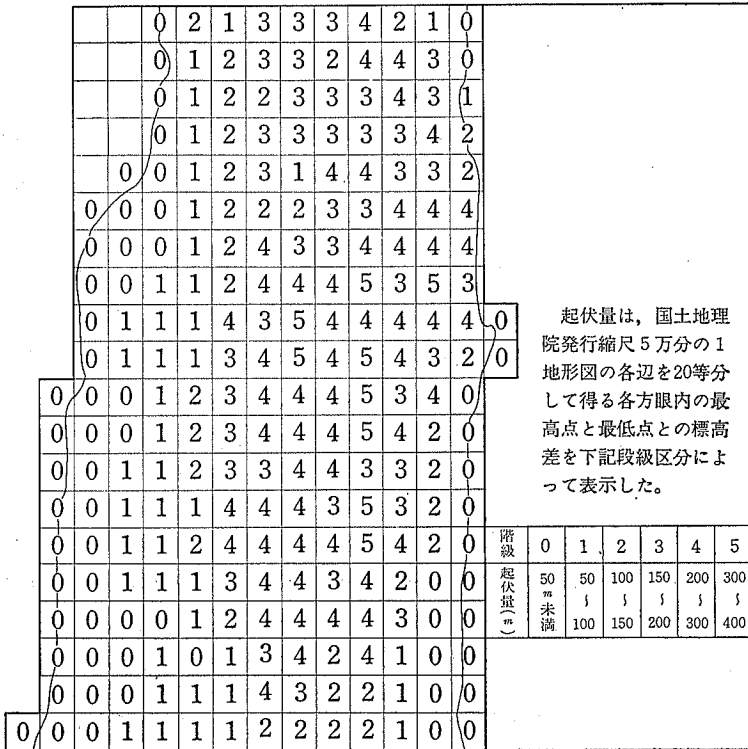 0 2 1 3 3 3 4 2 1 0
0 1 2 3 3 2 4 4 3 0
0 1 2 2 3 3 3 4 3 1
0 1 2 3 3 3 3 3 4 2
0 0 1 2 3 1 4 4 3 3 2
0 0 0 1 2 2 2 3 3 4 4 4
0 0 0 1 2 4 3 3 4 4 4 4
0 0 1 1 2 4 4 4 5 3 5 3
0 1 1 1 4 3 5 4 4 4 4 4 0
0 1 1 1 3 4 5 4 5 4 3 2 0
0 0 0 1 2 3 4 4 4 5 3 4 0
0 0 0 1 2 3 4 4 4 5 4 2 0
0 0 1 1 2 3 3 4 4 3 3 2 0
0 0 1 1 1 4 4 4 3 5 3 2 0
0 0 1 1 2 4 4 4 4 5 4 2 0
0 0 1 1 1 3 4 4 3 4 2 0 0
0 0 0 0 1 2 4 4 4 4 3 0 0
0 0 0 1 0 1 3 4 2 4 1 0 0
0 0 0 1 1 1 4 3 2 2 1 0 0
0 0 0 1 1 1 1 2 2 2 2 1 0 0
起伏量は，国土地理
院発行縮尺5万分の1
地形図の各辺を20等分
して得る各方眼内の最
高点と最低点との標高
差を下記段級区分によ
って表示した。
階級 0 1 2 3 4 5
起伏量(m) 50m未満 50〜100 100〜150 150〜200 200〜300 300〜400